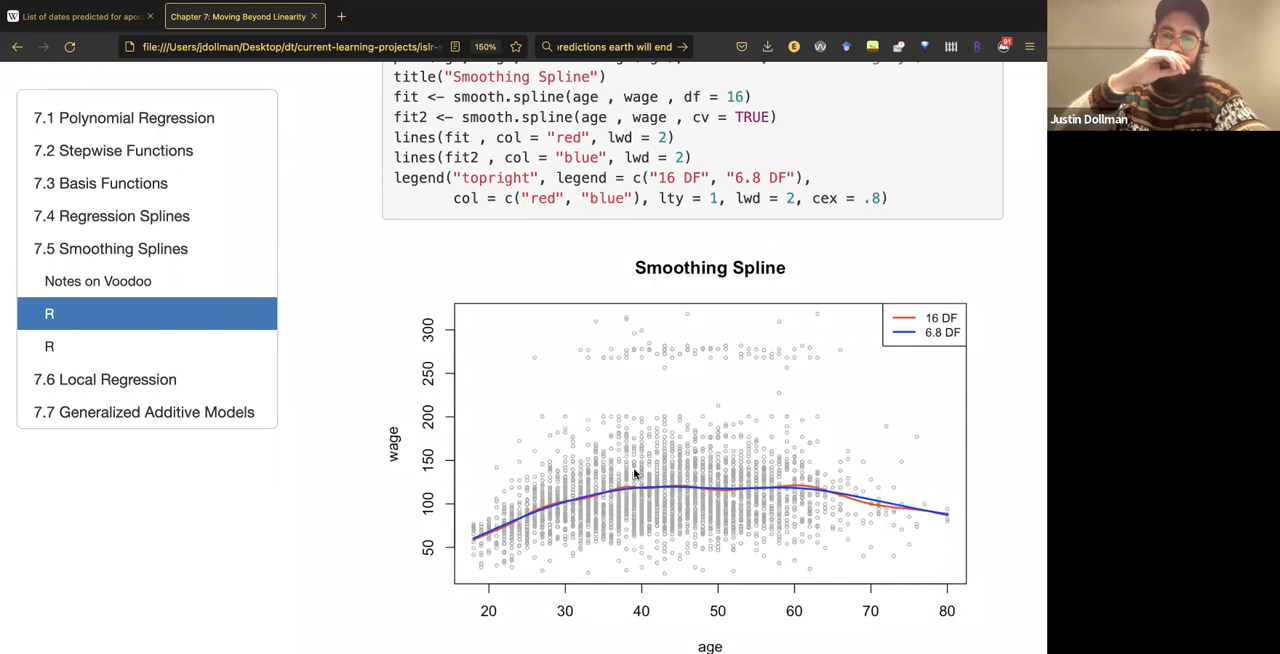 List of dates predicted for apoc
Chapter 7: Moving Beyond Linearity
file:///Users/jdollman/Desktop/dt/current-learning-projects/islr-s
150%
predictions earth will end
91
title("Smoothing Spline")
fit <- smooth.spline(age , wage , df = 16)
fit2 <- smooth.spline(age , wage , cv = TRUE)
lines(fit , col = "red", lwd = 2)
lines(fit2 , col = "blue", lwd = 2)
legend("topright", legend = c("16 DF", "6.8 DF"),
col = c("red", "blue"), lty = 1, lwd = 2, cex = .8)
7.1 Polynomial Regression
7.2 Stepwise Functions
7.3 Basis Functions
7.4 Regression Splines
7.5 Smoothing Splines
Notes on Voodoo
R
R
7.6 Local Regression
7.7 Generalized Additive Models
Smoothing Spline
16 DF
6.8 DF
wage
300
250
200
150
100
50
20 30 40 50 60 70 80
age
Justin Dollman